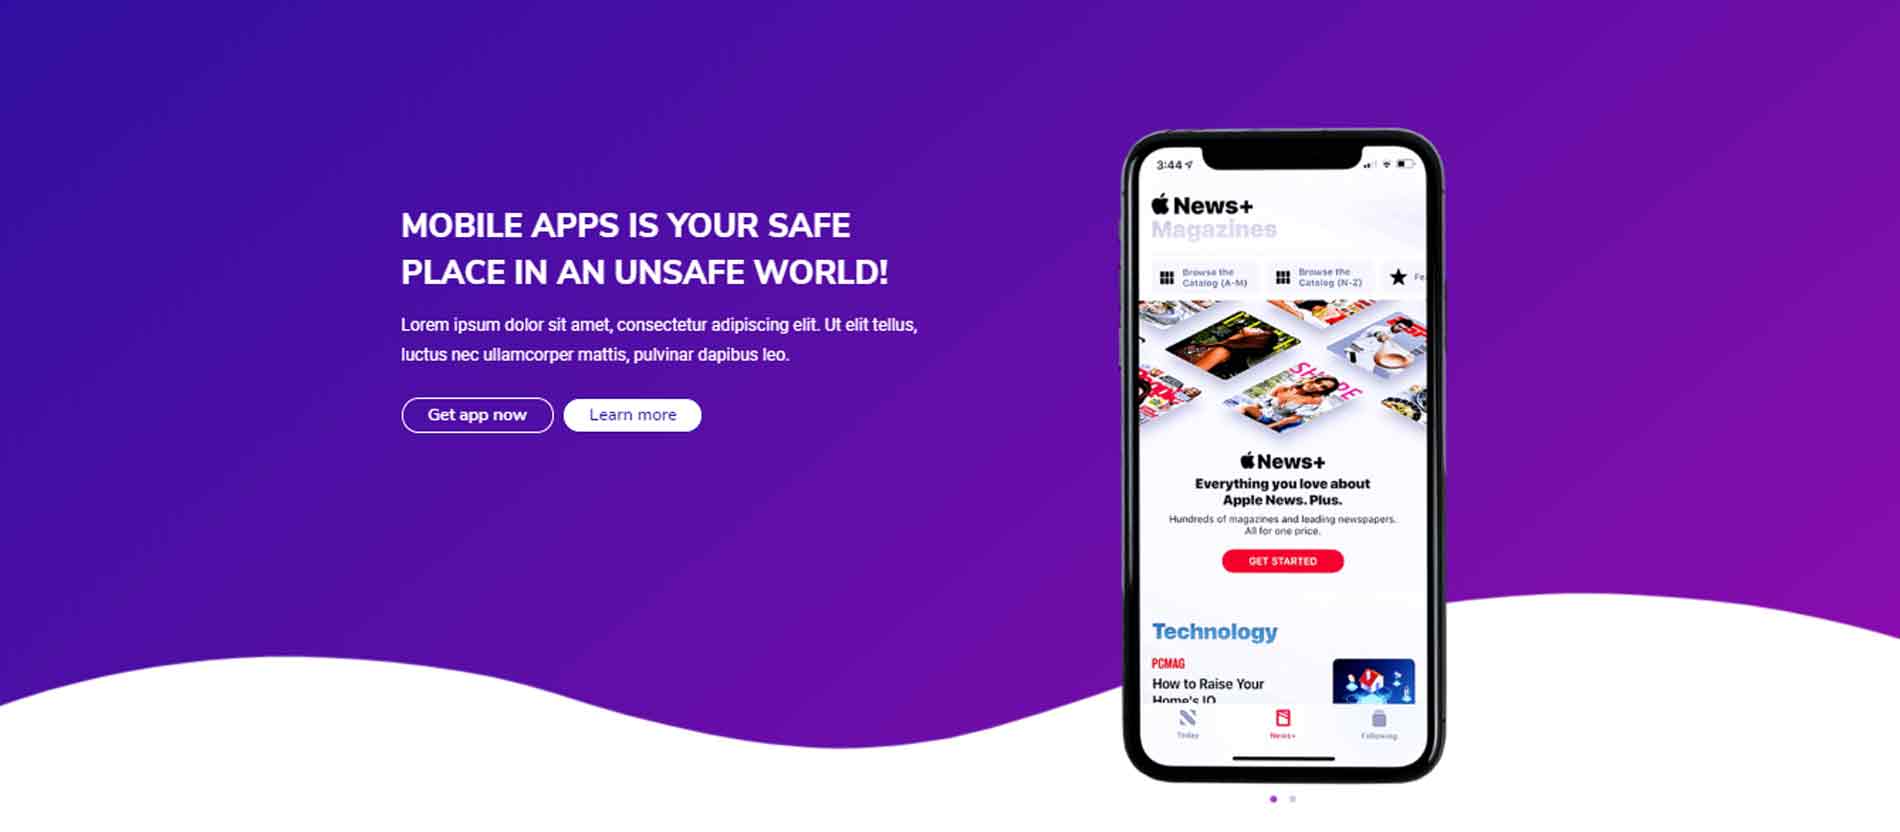 MOBILE APPS IS YOUR SAFE
PLACE IN AN UNSAFE WORLD!
Lorem ipsum dolor sit amet, consectetur adipiscing elit. Ut elit tellus,
luctus nec ullamcorper mattis, pulvinar dapibus leo.
Get app now
Learn more
3:44
News+
Magazines
Browse the
Catalog (A-M)
Browse the
Catalog (N-Z)
Fe
SHAPE
News+
Everything you love about
Apple News. Plus.
Hundreds of magazines and leading newspapers.
All for one price.
GET STARTED
Technology
PCMAG
How to Raise Your
Home's IQ
Today
News+
Following